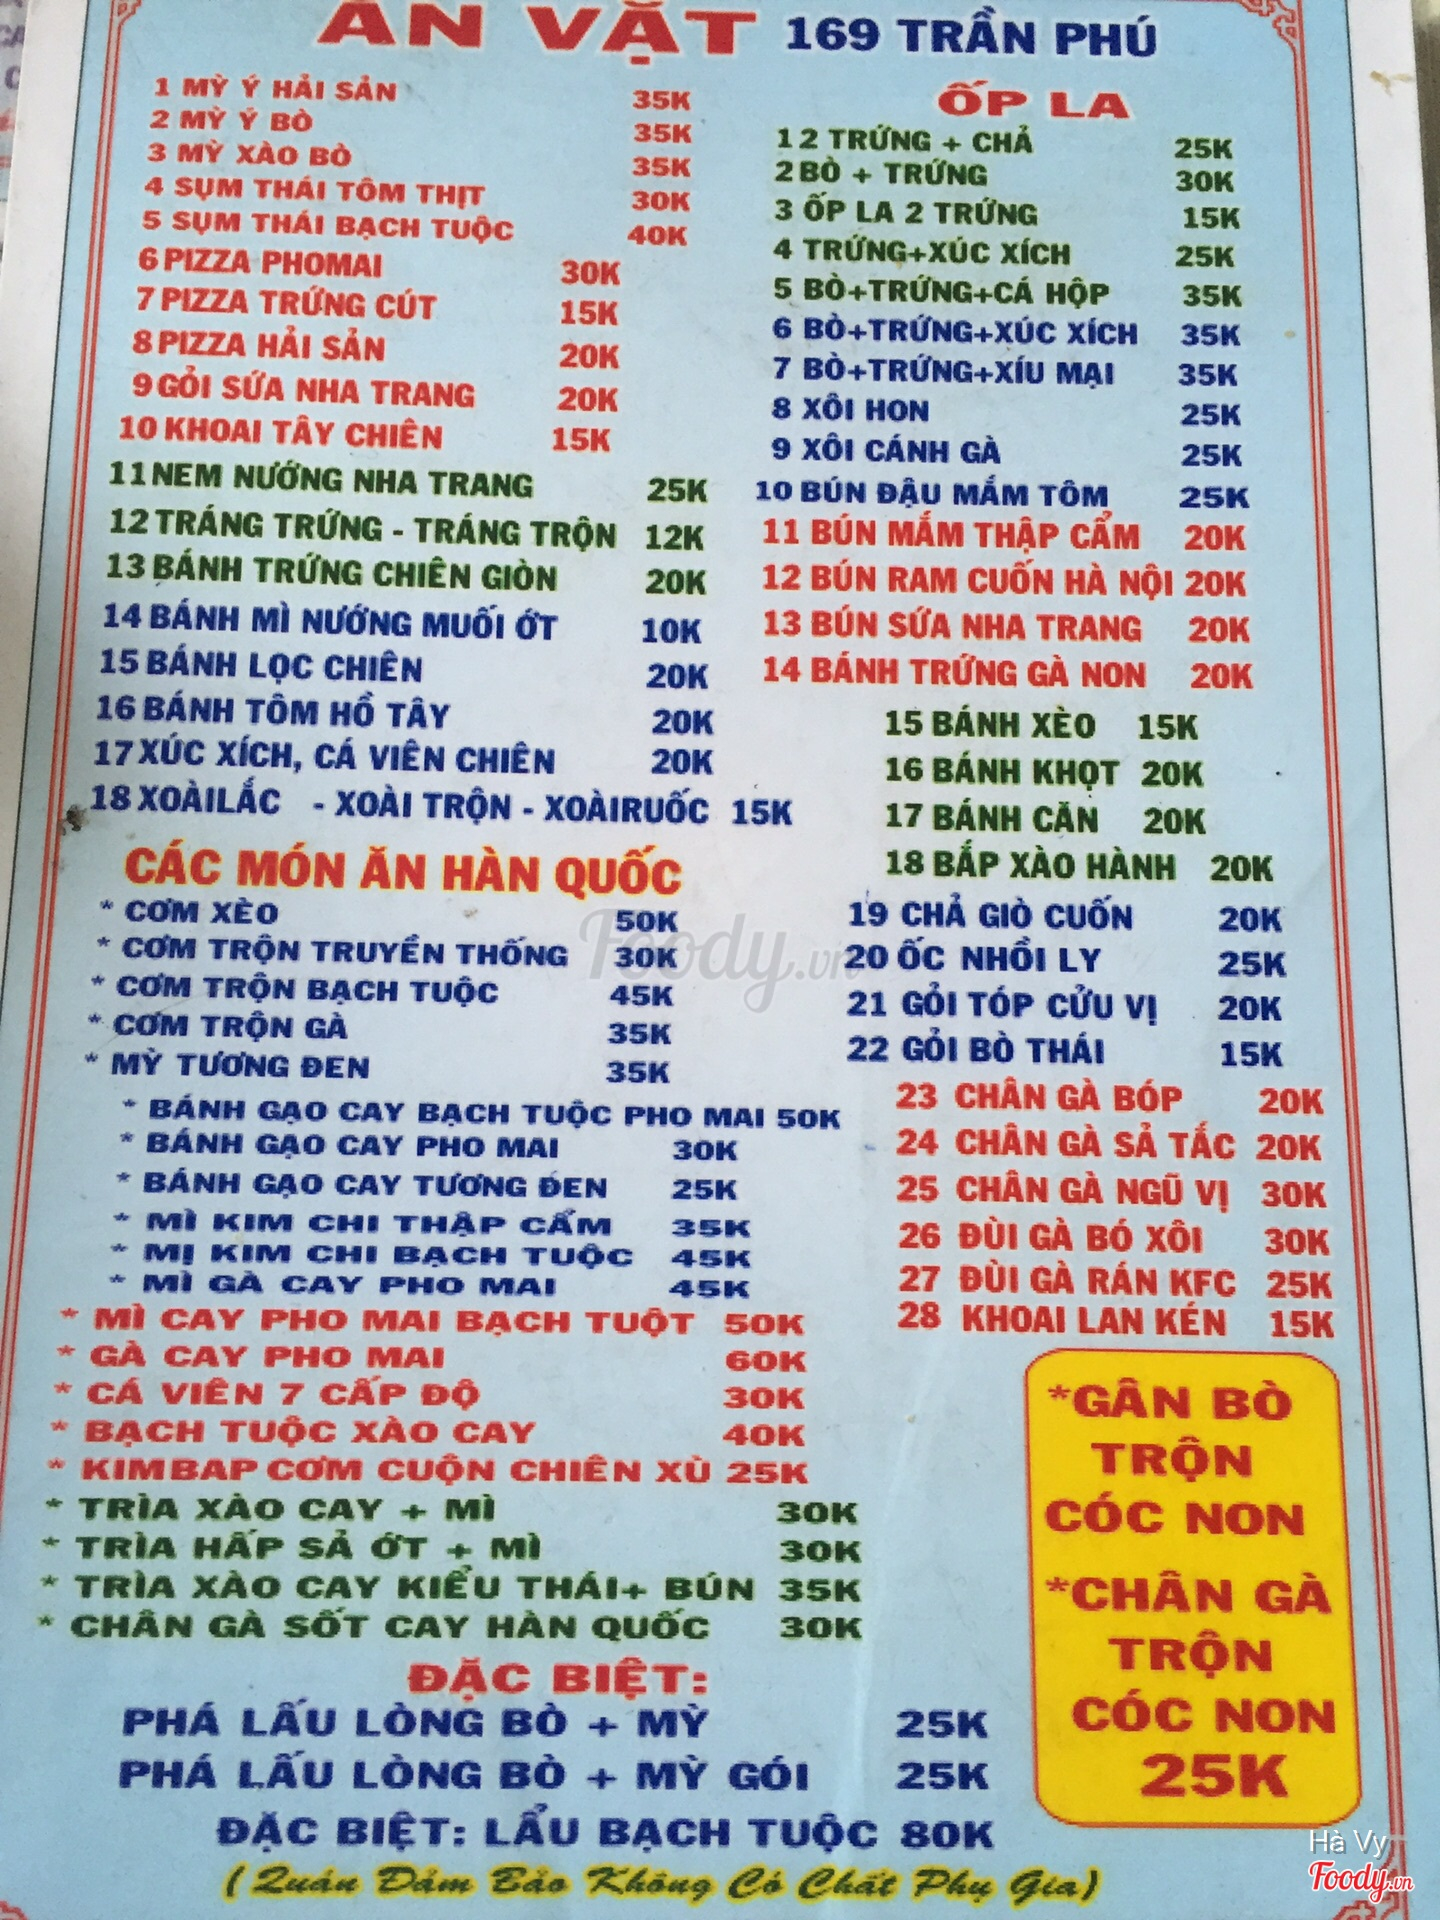 ĂN VẶT 169 TRẦN PHÚ
1 MỲ Ý HẢI SẢN 35K
2 MỲ Ý BÒ 35K
3 MỲ XÀO BÒ 35K
4 SỤM THÁI TÔM THỊT 30K
5 SỤM THÁI BẠCH TUỘC 40K
6 PIZZA PHOMAI 30K
7 PIZZA TRỨNG CÚT 15K
8 PIZZA HẢI SẢN 20K
9 GỎI SỨA NHA TRANG 20K
10 KHOAI TÂY CHIÊN 15K
11 NEM NƯỚNG NHA TRANG 25K
12 TRÁNG TRỨNG - TRÁNG TRỘN 12K
13 BÁNH TRỨNG CHIÊN GIÒN 20K
14 BÁNH MÌ NƯỚNG MUỐI ỚT 10K
15 BÁNH LỌC CHIÊN 20K
16 BÁNH TÔM HỒ TÂY 20K
17 XÚC XÍCH, CÁ VIÊN CHIÊN 20K
18 XOÀI LẮC - XOÀI TRỘN - XOÀI RUỐC 15K
CÁC MÓN ĂN HÀN QUỐC
* CƠM XÈO 50K
* CƠM TRỘN TRUYỀN THỐNG 30K
* CƠM TRỘN BẠCH TUỘC 45K
* CƠM TRỘN GÀ 35K
* MỲ TƯƠNG ĐEN 35K
* BÁNH GẠO CAY BẠCH TUỘC PHO MAI 50K
* BÁNH GẠO CAY PHO MAI 30K
* BÁNH GẠO CAY TƯƠNG ĐEN 25K
* MÌ KIM CHI THẬP CẨM 35K
* MỊ KIM CHI BẠCH TUỘC 45K
* MÌ GÀ CAY PHO MAI 45K
* MÌ CAY PHO MAI BẠCH TUỘT 50K
* GÀ CAY PHO MAI 60K
* CÁ VIÊN 7 CẤP ĐỘ 30K
* BẠCH TUỘC XÀO CAY 40K
* KIMBAP CƠM CUỘN CHIÊN XÙ 25K
* TRÌA XÀO CAY + MÌ 30K
* TRÌA HẤP SẢ ỚT + MÌ 30K
* TRÌA XÀO CAY KIỂU THÁI+ BÚN 35K
* CHÂN GÀ SỐT CAY HÀN QUỐC 30K
ỐP LA
1 2 TRỨNG + CHẢ 25K
2 BÒ + TRỨNG 30K
3 ỐP LA 2 TRỨNG 15K
4 TRỨNG+XÚC XÍCH 25K
5 BÒ+TRỨNG+CÁ HỘP 35K
6 BÒ+TRỨNG+XÚC XÍCH 35K
7 BÒ+TRỨNG+XÍU MẠI 35K
8 XÔI HON 25K
9 XÔI CÁNH GÀ 25K
10 BÚN ĐẬU MẮM TÔM 25K
11 BÚN MẮM THẬP CẨM 20K
12 BÚN RAM CUỐN HÀ NỘI 20K
13 BÚN SỨA NHA TRANG 20K
14 BÁNH TRỨNG GÀ NON 20K
15 BÁNH XÈO 15K
16 BÁNH KHỌT 20K
17 BÁNH CĂN 20K
18 BẮP XÀO HÀNH 20K
19 CHẢ GIÒ CUỐN 20K
20 ỐC NHỒI LY 25K
21 GỎI TÓP CỬU VỊ 20K
22 GỎI BÒ THÁI 15K
23 CHÂN GÀ BÓP 20K
24 CHÂN GÀ SẢ TẮC 20K
25 CHÂN GÀ NGŨ VỊ 30K
26 ĐÙI GÀ BÓ XÔI 30K
27 ĐÙI GÀ RÁN KFC 25K
28 KHOAI LAN KÉN 15K
*GÂN BÒ
TRỘN
CÓC NON
*CHÂN GÀ
TRỘN
CÓC NON
25K
ĐẶC BIỆT:
PHÁ LẤU LÒNG BÒ + MỲ 25K
PHÁ LẤU LÒNG BÒ + MỲ GÓI 25K
ĐẶC BIỆT: LẨU BẠCH TUỘC 80K
(Quán Đảm Bảo Không Có Chất Phụ Gia)
Foody.vn
Hà Vy
Foody.vn